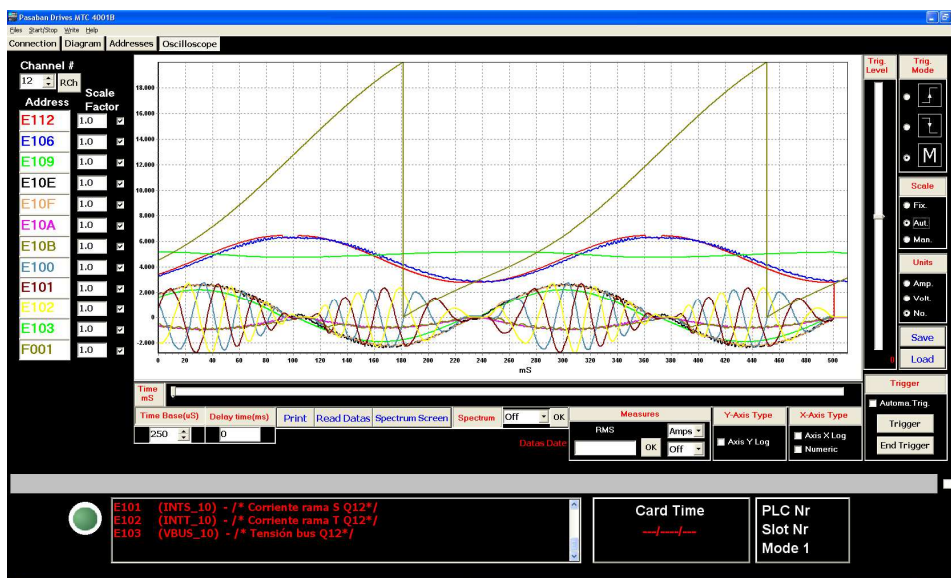 Pasaban Drives MTC 4001B
Files Start/Stop Write Help
Connection Diagram Addresses Oscilloscope
Channel #
12 RCh
Address Scale Factor
E112 1.0
E106 1.0
E109 1.0
E10E 1.0
E10F 1.0
E10A 1.0
E10B 1.0
E100 1.0
E101 1.0
E102 1.0
E103 1.0
F001 1.0
18.000
16.000
14.000
12.000
10.000
8.000
6.000
4.000
2.000
0
-2.000
0 20 40 60 80 100 120 140 160 180 200 220 240 260 280 300 320 340 360 380 400 420 440 460 480 500
mS
Trig. Level
0
Trig. Mode
M
Scale
Fix.
Aut.
Man.
Units
Amp.
Volt.
No.
Save
Load
Time mS
Time Base(uS)
250
Delay time(ms)
0
Print Read Datas Spectrum Screen Spectrum Off OK
Datas Date
Measures
RMS Amps
OK Off
Y-Axis Type
Axis Y Log
X-Axis Type
Axis X Log
Numeric
Trigger
Automa.Trig.
Trigger
End Trigger
E101 (INTS_10) - /* Corriente rama S Q12*/
E102 (INTT_10) - /* Corriente rama T Q12*/
E103 (VBUS_10) - /* Tensión bus Q12*/
Card Time
---/----/---
PLC Nr
Slot Nr
Mode 1